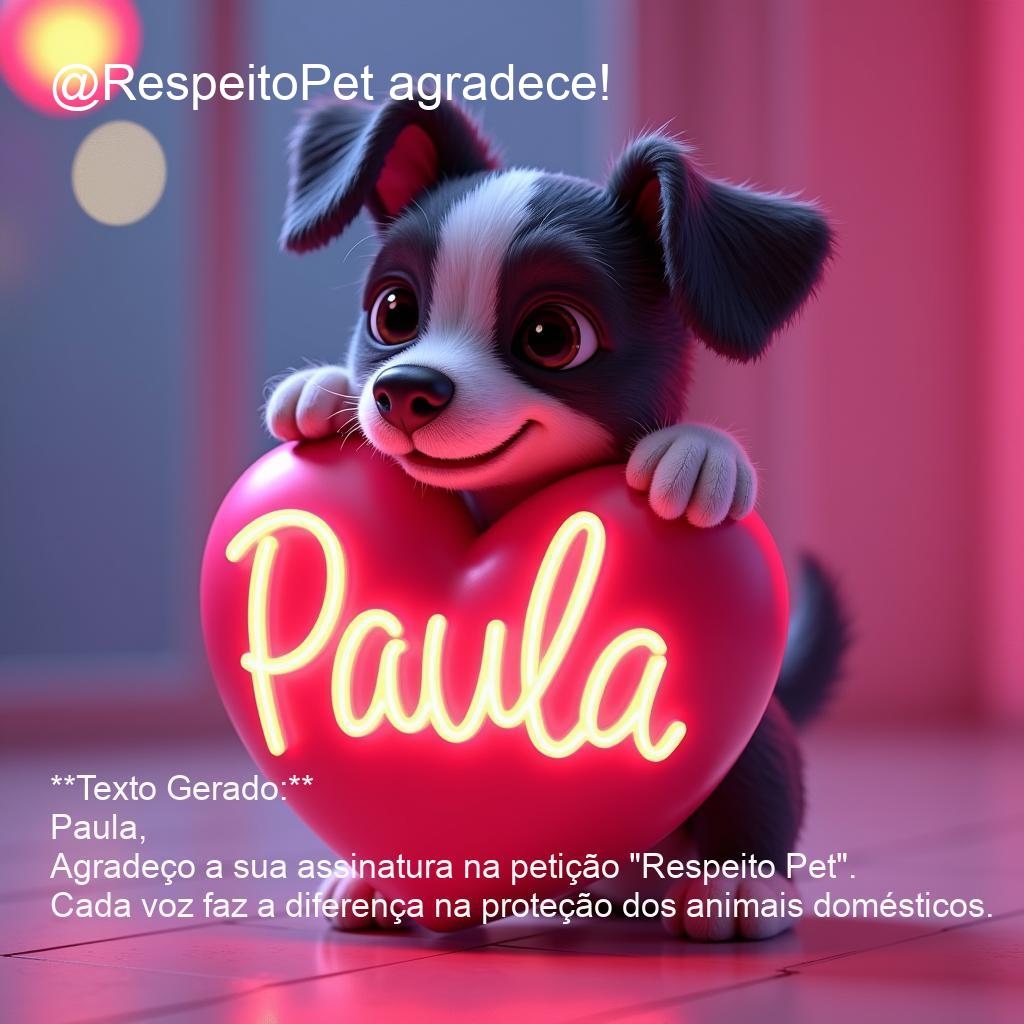 @RespeitoPet agradece!
Paula
**Texto Gerado:**
Paula,
Agradeço a sua assinatura na petição "Respeito Pet".
Cada voz faz a diferença na proteção dos animais domésticos.